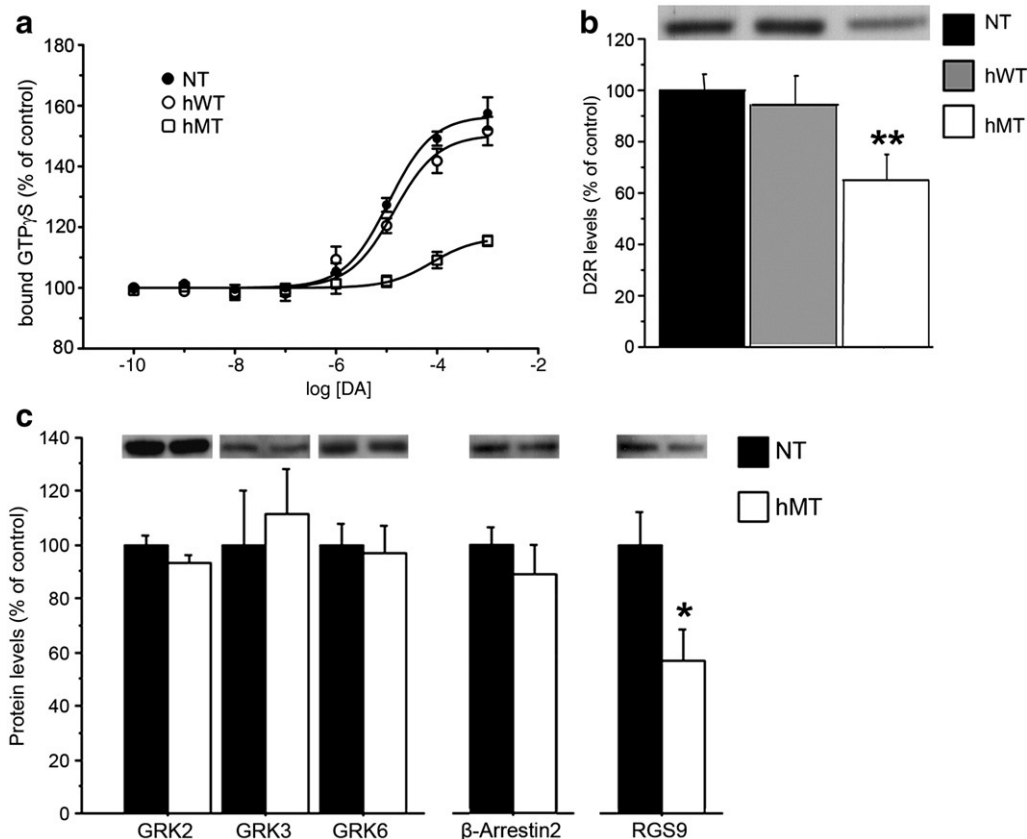 a
180
160
140
120
100
80
bound GTPγS (% of control)
NT
hWT
hMT
-10
-8
-6
-4
-2
log [DA]
b
120
100
80
60
40
20
0
D2R levels (% of control)
**
NT
hWT
hMT
c
140
120
100
80
60
40
20
0
Protein levels (% of control)
*
NT
hMT
GRK2
GRK3
GRK6
β-Arrestin2
RGS9